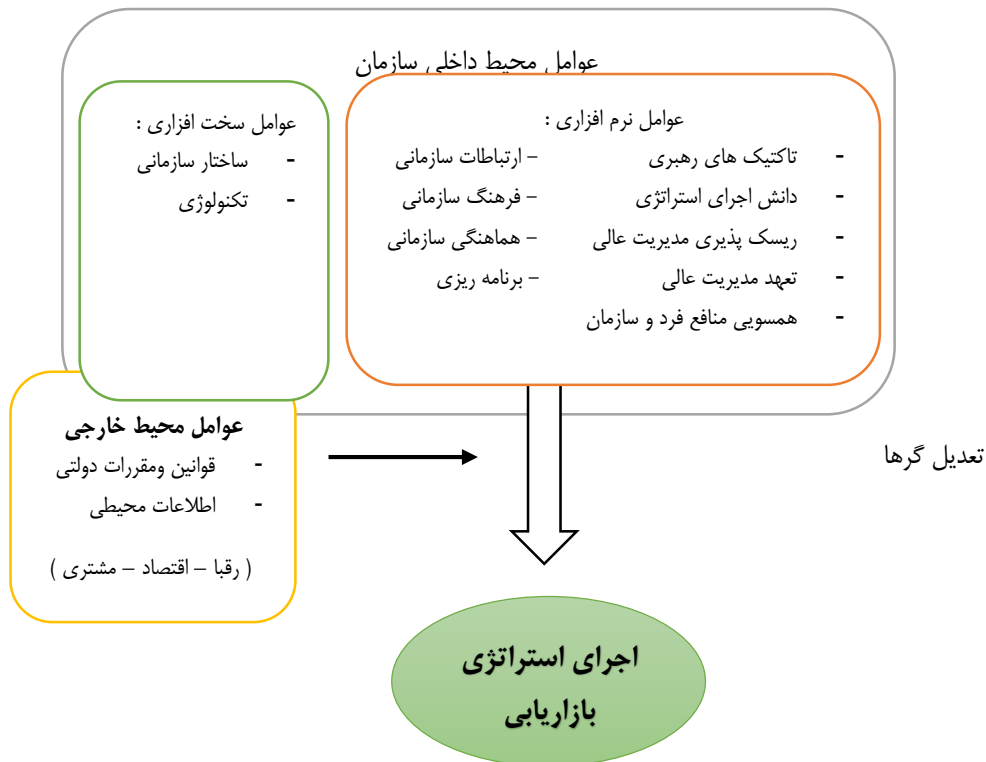 عوامل محیط داخلی سازمان
عوامل نرم افزاری :
- تاکتیک های رهبری – ارتباطات سازمانی
- دانش اجرای استراتژی – فرهنگ سازمانی
- ریسک پذیری مدیریت عالی – هماهنگی سازمانی
- تعهد مدیریت عالی – برنامه ریزی
- همسویی منافع فرد و سازمان
عوامل سخت افزاری :
- ساختار سازمانی
- تکنولوژی
تعدیل گرها
عوامل محیط خارجی
- قوانین ومقررات دولتی
- اطلاعات محیطی
( رقبا – اقتصاد – مشتری )
اجرای استراتژی
بازاریابی